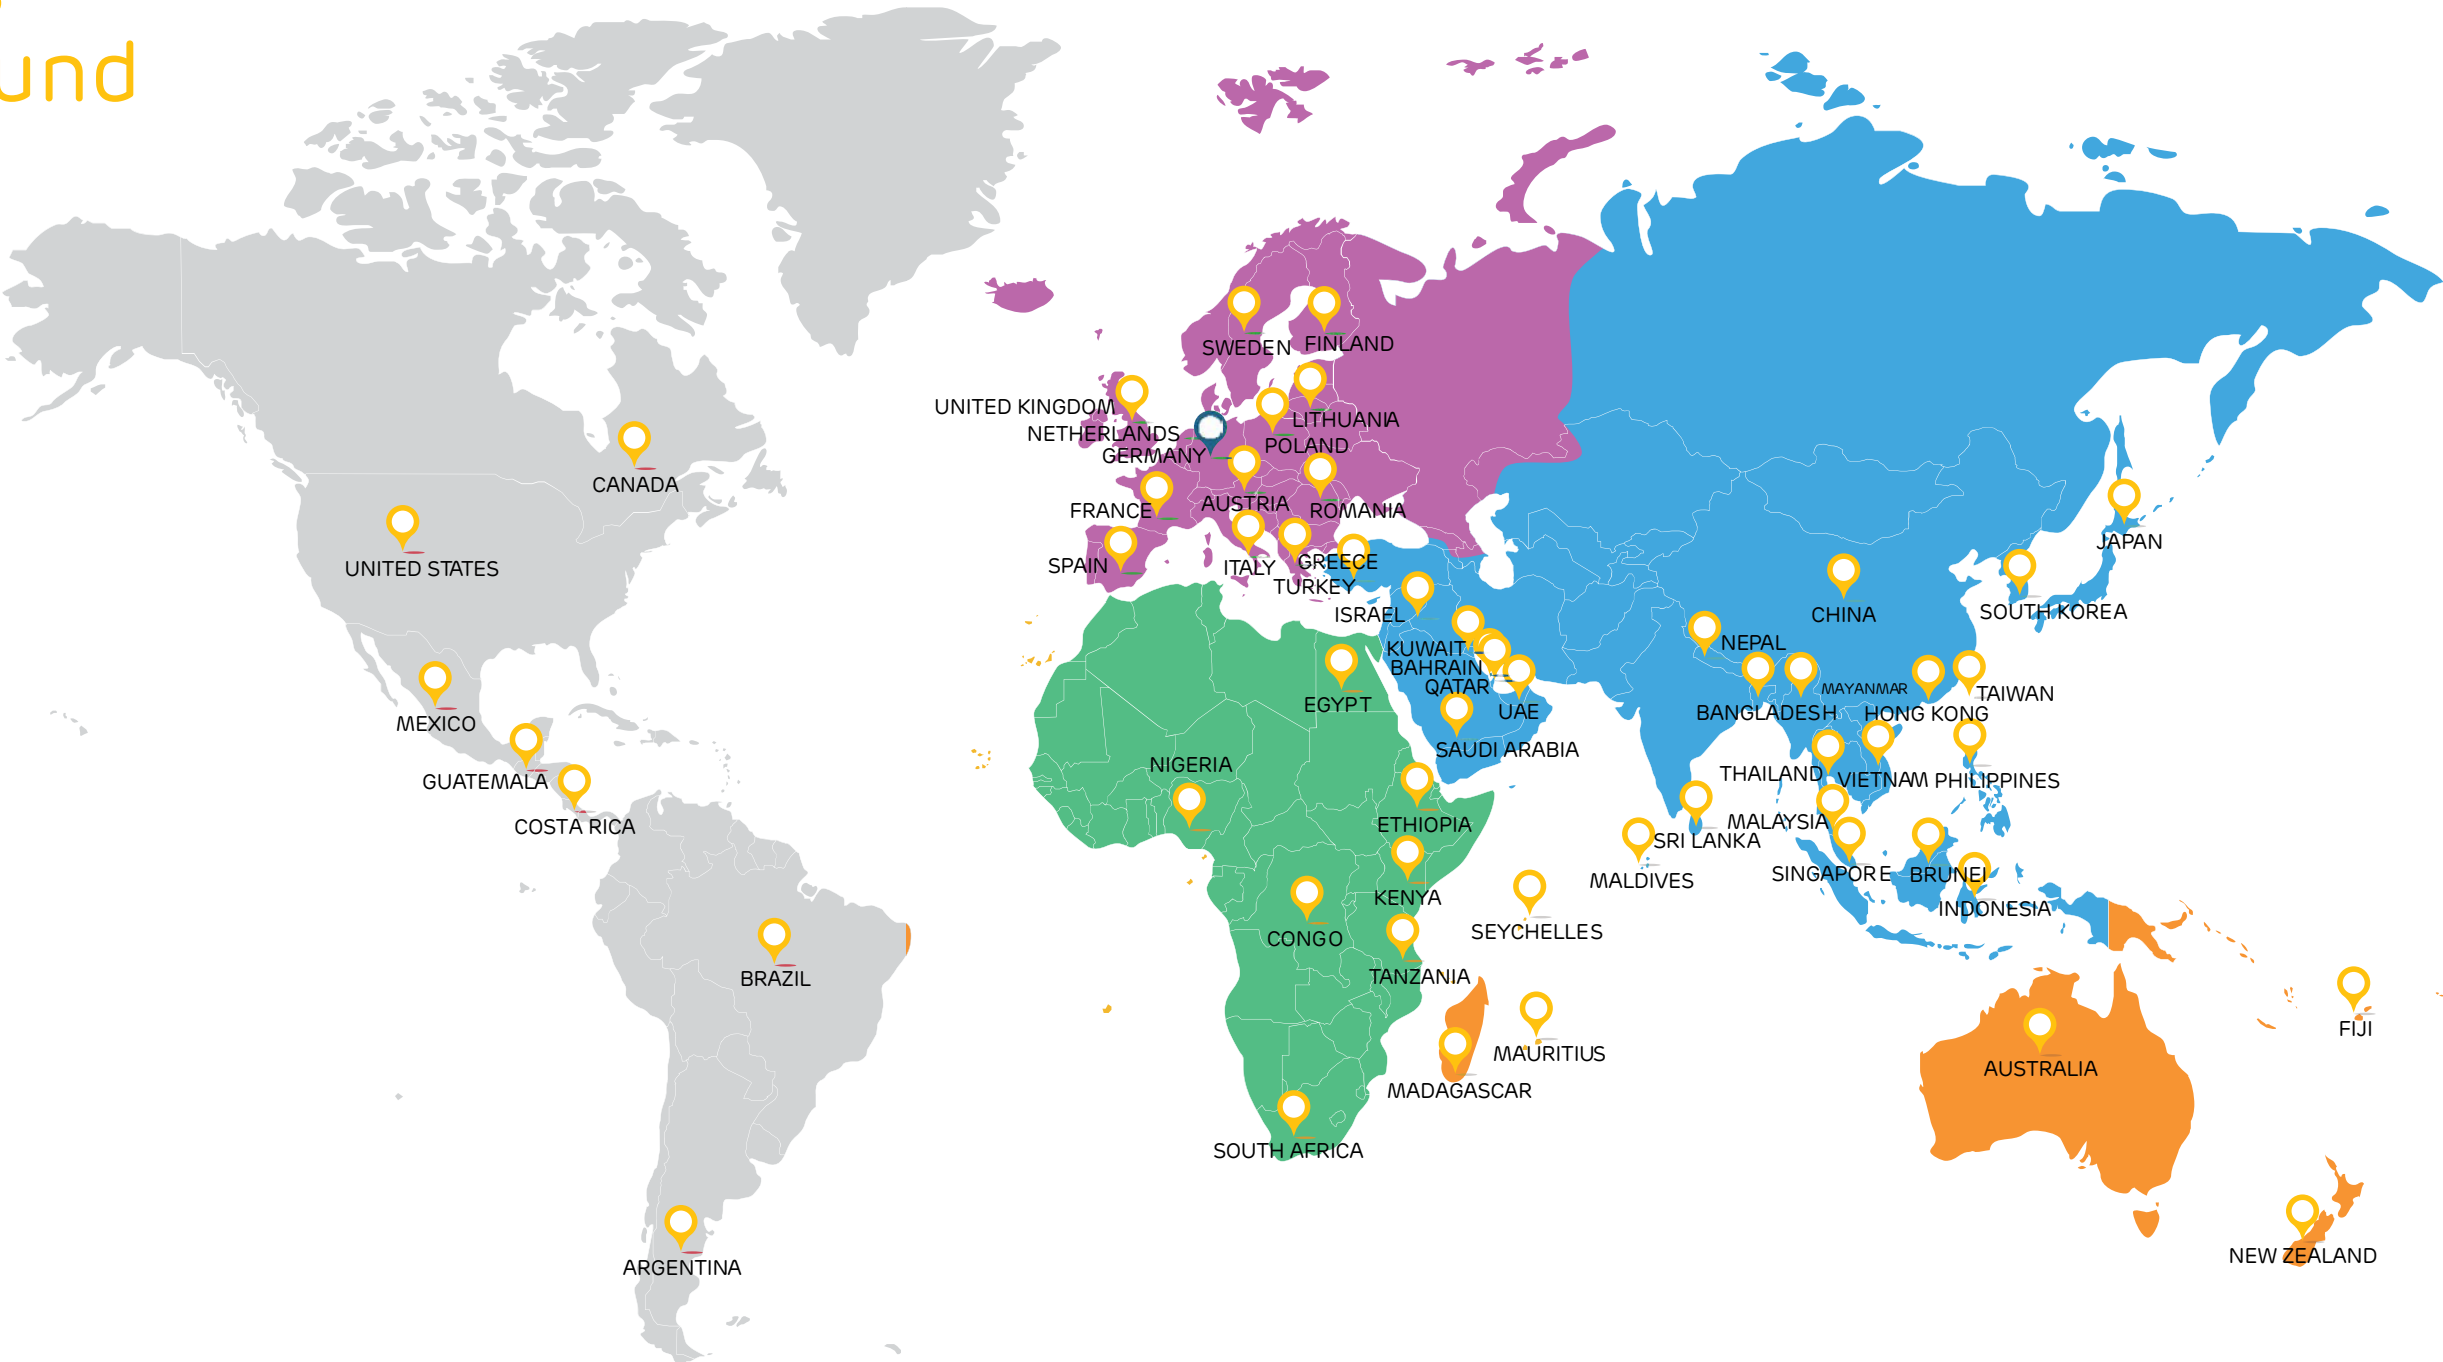 und
SWEDEN
FINLAND
UNITED KINGDOM
LITHUANIA
NETHERLANDS
POLAND
GERMANY
CANADA
AUSTRIA
FRANCE
ROMANIA
JAPAN
UNITED STATES
SPAIN
ITALY
GREECE
TURKEY
ISRAEL
CHINA
SOUTH KOREA
NEPAL
KUWAIT
BAHRAIN
QATAR
MAYANMAR
TAIWAN
EGYPT
UAE
BANGLADESH
HONG KONG
MEXICO
SAUDI ARABIA
NIGERIA
THAILAND
VIETNAM
PHILIPPINES
GUATEMALA
COSTA RICA
ETHIOPIA
MALAYSIA
SRI LANKA
MALDIVES
SINGAPORE
BRUNEI
KENYA
INDONESIA
SEYCHELLES
CONGO
TANZANIA
BRAZIL
FIJI
MAURITIUS
AUSTRALIA
MADAGASCAR
SOUTH AFRICA
NEW ZEALAND
ARGENTINA